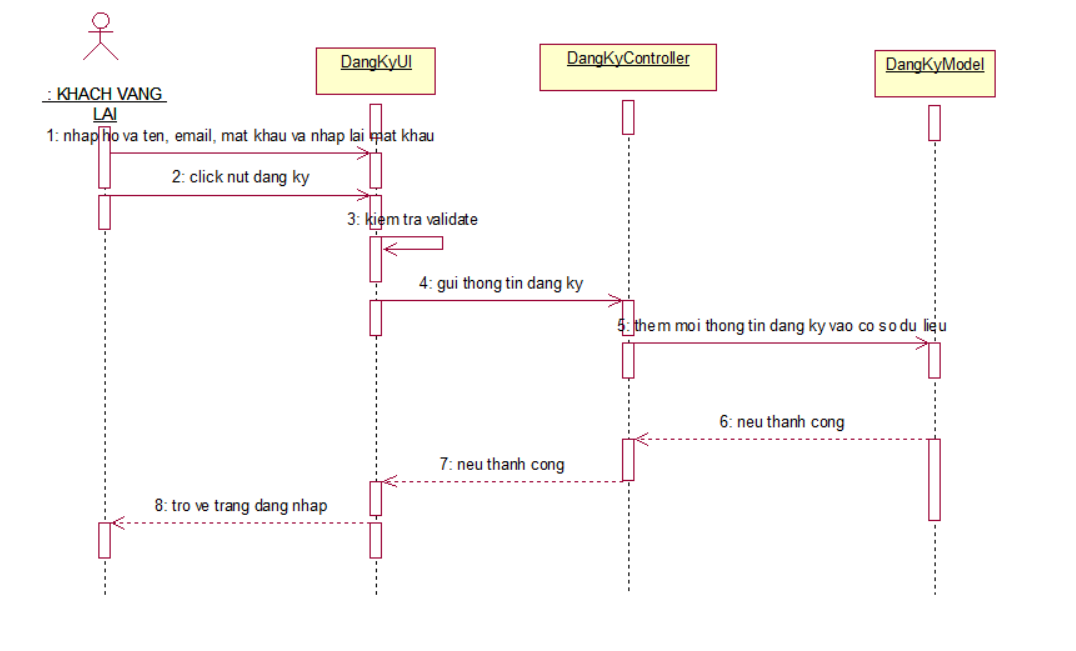 : KHACH VANG
LAI
DangKyUI
DangKyController
DangKyModel
1: nhap ho va ten, email, mat khau va nhap lai mat khau
2: click nut dang ky
3: kiem tra validate
4: gui thong tin dang ky
5: them moi thong tin dang ky vao co so du lieu
6: neu thanh cong
7: neu thanh cong
8: tro ve trang dang nhap